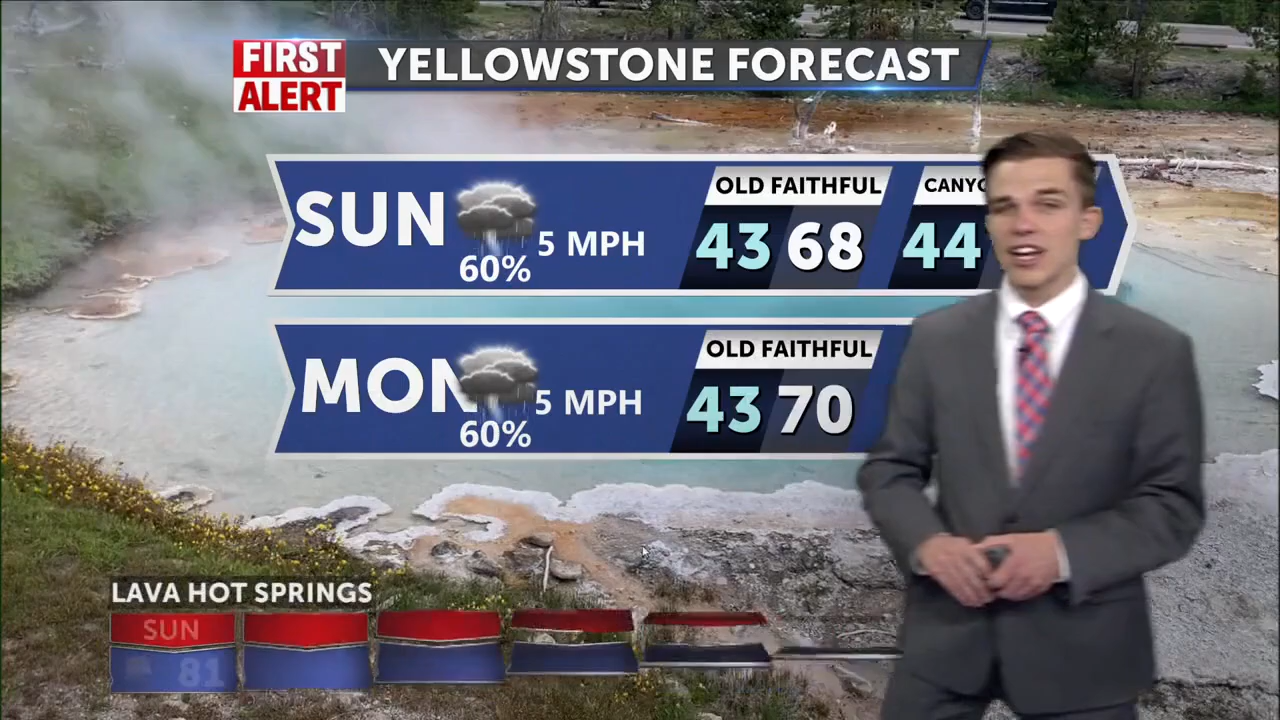 FIRST
ALERT
YELLOWSTONE FORECAST
SUN
60%
5 MPH
OLD FAITHFUL
43 68
44
MON
60%
5 MPH
OLD FAITHFUL
43 70
LAVA HOT SPRINGS
SUN
81